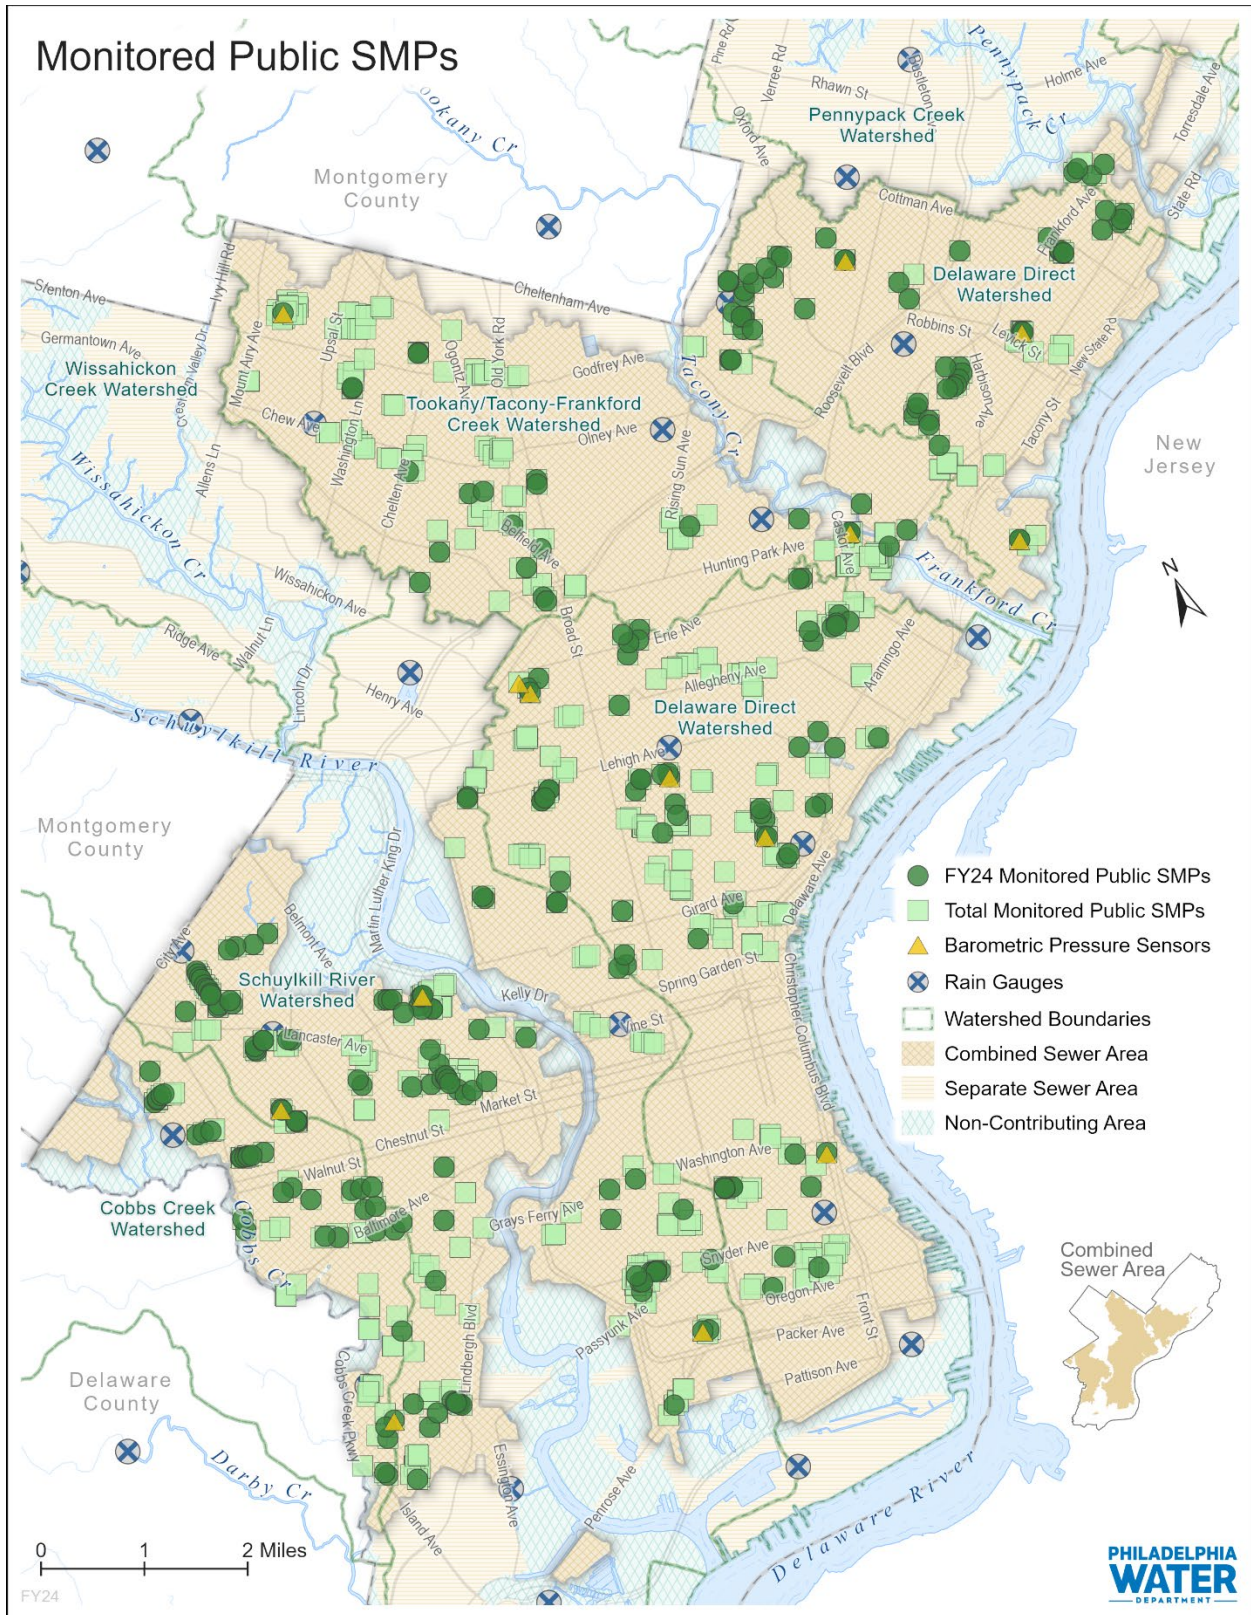 Monitored Public SMPs
Pine Rd
Verree Rd
Bustleton
Pennypack Cr
Holme Ave
Rhawn St
Torresdale Ave
Oxford Ave
Pennypack Creek
Watershed
ookany Cr
Montgomery
County
Cottman Ave
Frankford Ave
State Rd
Ivy Hill Rd
Delaware Direct
Watershed
Stenton Ave
Cheltenham Ave
Germantown Ave
Cresheim Valley Dr
Mount Airy Ave
Upsal St
Ogontz Ave
Old York Rd
Godfrey Ave
Robbins St
Levick St
New State Rd
Wissahickon
Creek Watershed
Tacony Cr
Roosevelt Blvd
Harbison Ave
Tookany/Tacony-Frankford
Creek Watershed
Chew Ave
Washington Ln
Olney Ave
Tacony St
New
Jersey
Allens Ln
Wissahickon Cr
Chelten Ave
Rising Sun Ave
Belfield Ave
Castor Ave
Hunting Park Ave
Frankford Cr
N
Wissahickon Ave
Ridge Ave
Walnut Ln
Lincoln Dr
Broad St
Erie Ave
Aramingo Ave
Henry Ave
Allegheny Ave
Delaware Direct
Watershed
Schuylkill River
Lehigh Ave
Montgomery
County
Martin Luther King Dr
Delaware Ave
Girard Ave
FY24 Monitored Public SMPs
Total Monitored Public SMPs
Barometric Pressure Sensors
Rain Gauges
Watershed Boundaries
Combined Sewer Area
Separate Sewer Area
Non-Contributing Area
City Ave
Belmont Ave
Schuylkill River
Watershed
Spring Garden St
Christopher Columbus Blvd
Kelly Dr
Vine St
Lancaster Ave
Market St
Chestnut St
Walnut St
Washington Ave
Cobbs Creek
Watershed
Cobbs Cr
Baltimore Ave
Grays Ferry Ave
Snyder Ave
Oregon Ave
Combined
Sewer Area
Lindbergh Blvd
Passyunk Ave
Front St
Packer Ave
Pattison Ave
Delaware
County
Cobbs Creek Pkwy
Darby Cr
Essington Ave
Island Ave
Penrose Ave
Delaware River
0 1 2 Miles
FY24
PHILADELPHIA
WATER
DEPARTMENT